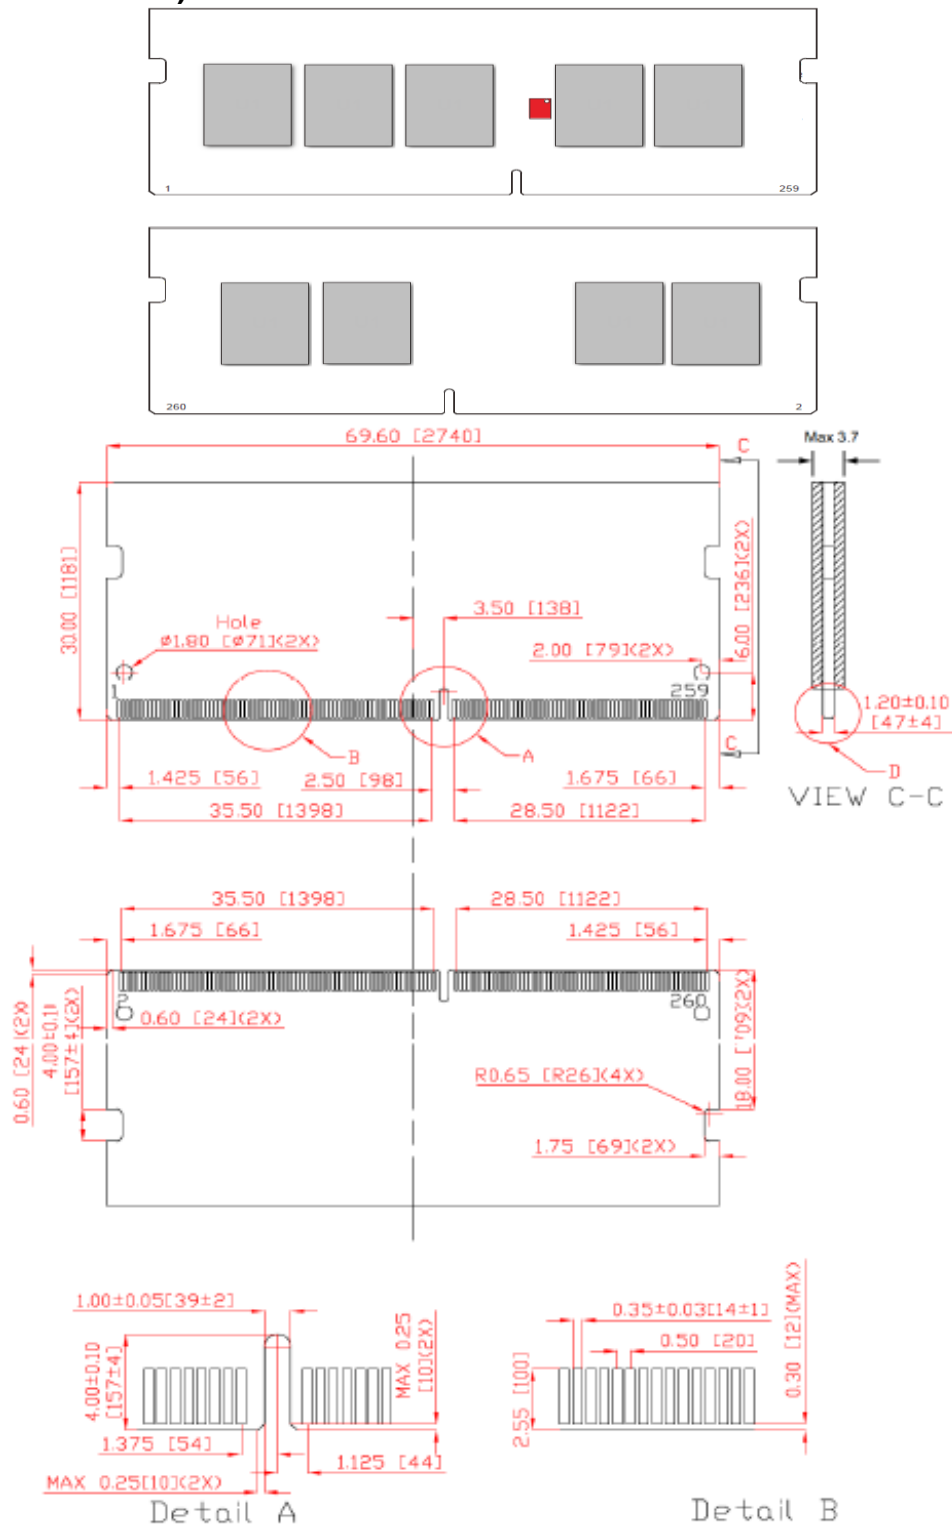 1
259
260
2
69.60 [2740]
C
Max 3.7
30.00 [1181]
6.00 [236](2X)
3.50 [138]
Hole
Ø1.80 [Ø71](2X)
2.00 [79](2X)
1
259
1.20±0.10
[47±4]
B
A
C
D
1.425 [56]
2.50 [98]
1.675 [66]
VIEW C-C
35.50 [1398]
28.50 [1122]
35.50 [1398]
28.50 [1122]
1.675 [66]
1.425 [56]
2
260
0.60 [24](2X)
0.60 [24](2X)
4.00±0.10
[157±4](2X)
R0.65 [R26](4X)
1.75 [69](2X)
1.00±0.05[39±2]
MAX 0.25
[10](2X)
0.35±0.03[14±1]
0.50 [20]
0.30 [12](MAX)
4.00±0.10
[157±4]
2.55 [100]
1.375 [54]
1.125 [44]
MAX 0.25[10](2X)
Detail A
Detail B